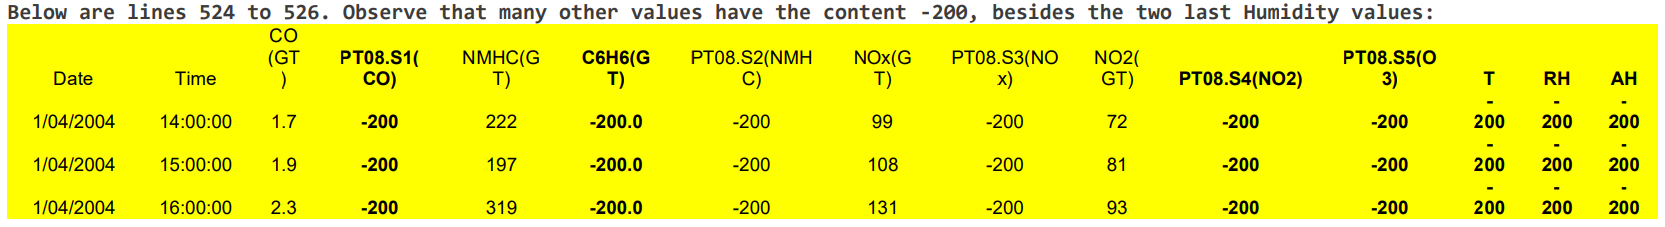 Below are lines 524 to 526. Observe that many other values have the content -200, besides the two last Humidity values:
Date Time CO (GT ) PT08.S1( CO) NMHC(G T) C6H6(G T) PT08.S2(NMH C) NOx(G T) PT08.S3(NO x) NO2( GT) PT08.S4(NO2) PT08.S5(O 3) T RH AH
1/04/2004 14:00:00 1.7 -200 222 -200.0 -200 99 -200 72 -200 -200 - 200 - 200 - 200
1/04/2004 15:00:00 1.9 -200 197 -200.0 -200 108 -200 81 -200 -200 - 200 - 200 - 200
1/04/2004 16:00:00 2.3 -200 319 -200.0 -200 131 -200 93 -200 -200 - 200 - 200 - 200